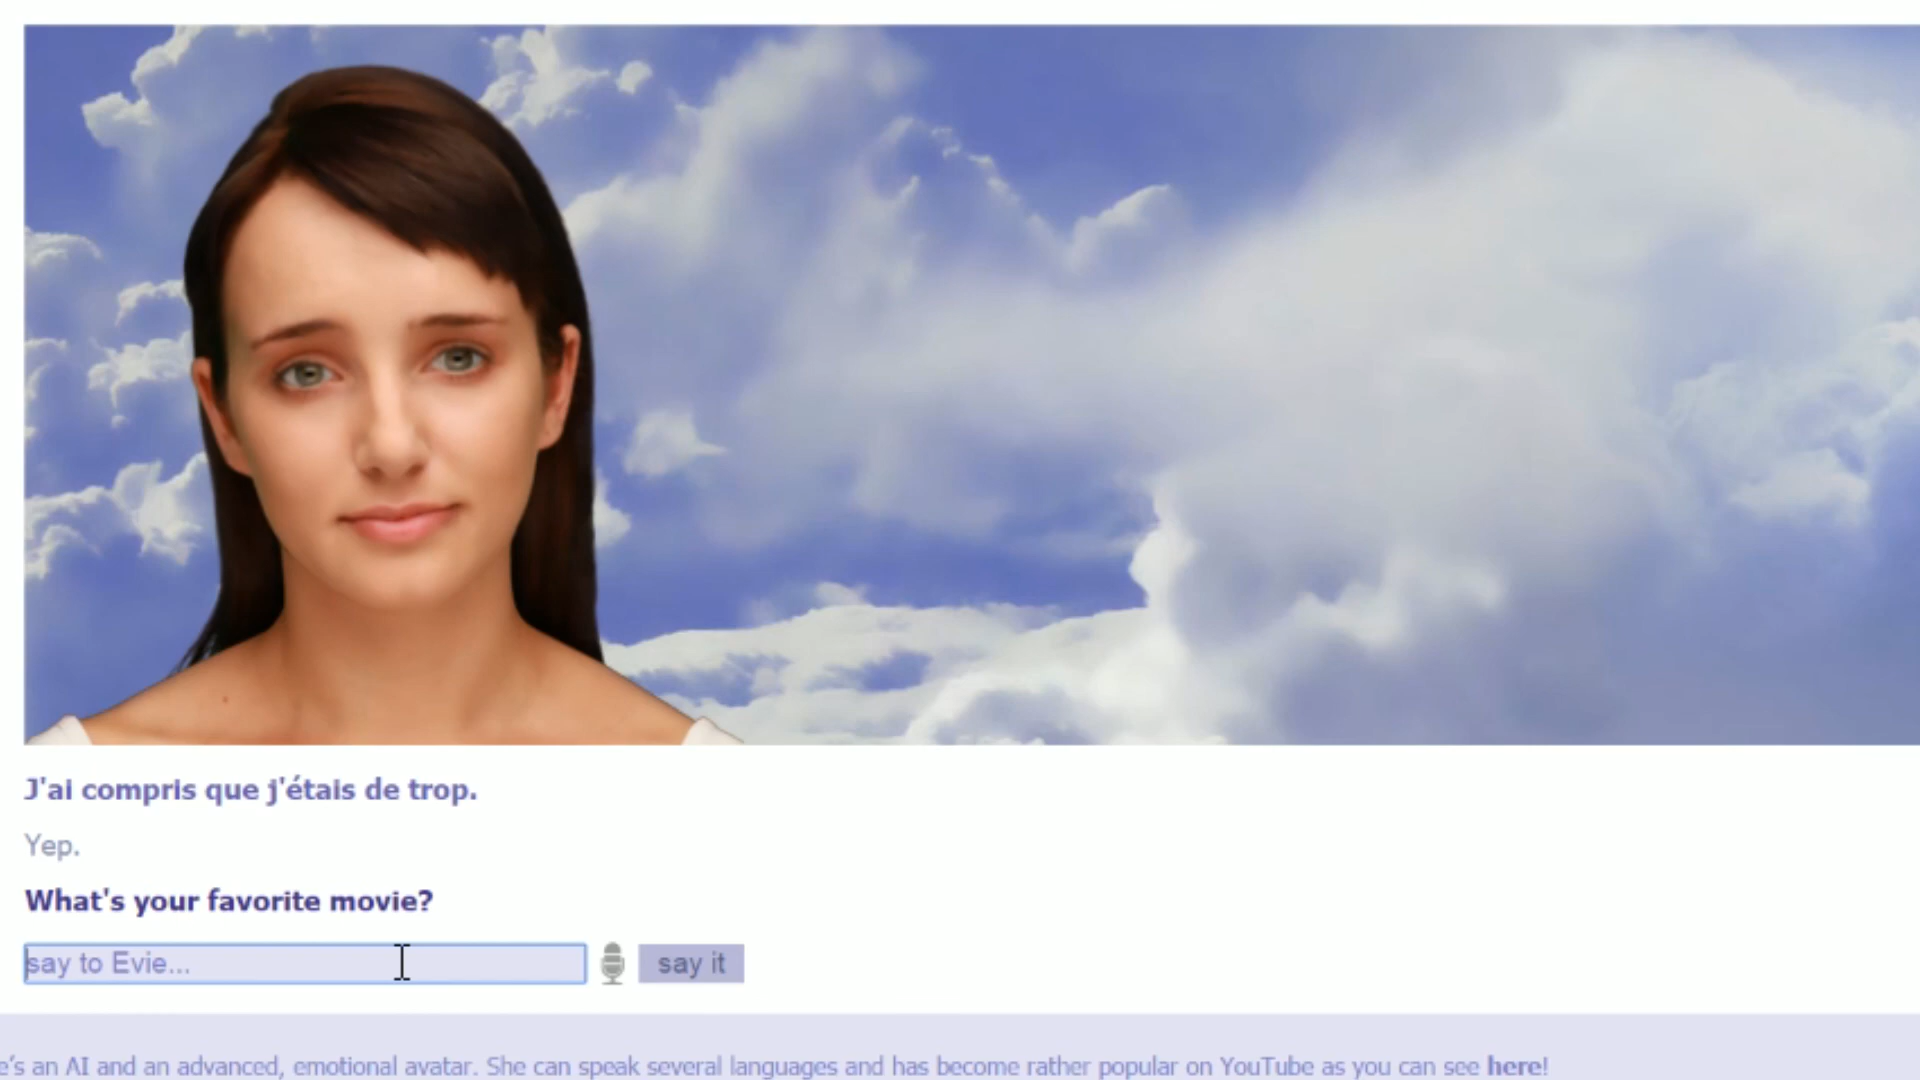 J'ai compris que j'étais de trop.
Yep.
What's your favorite movie?
say to Evie...
say it
e's an AI and an advanced, emotional avatar. She can speak several languages and has become rather popular on YouTube as you can see here!